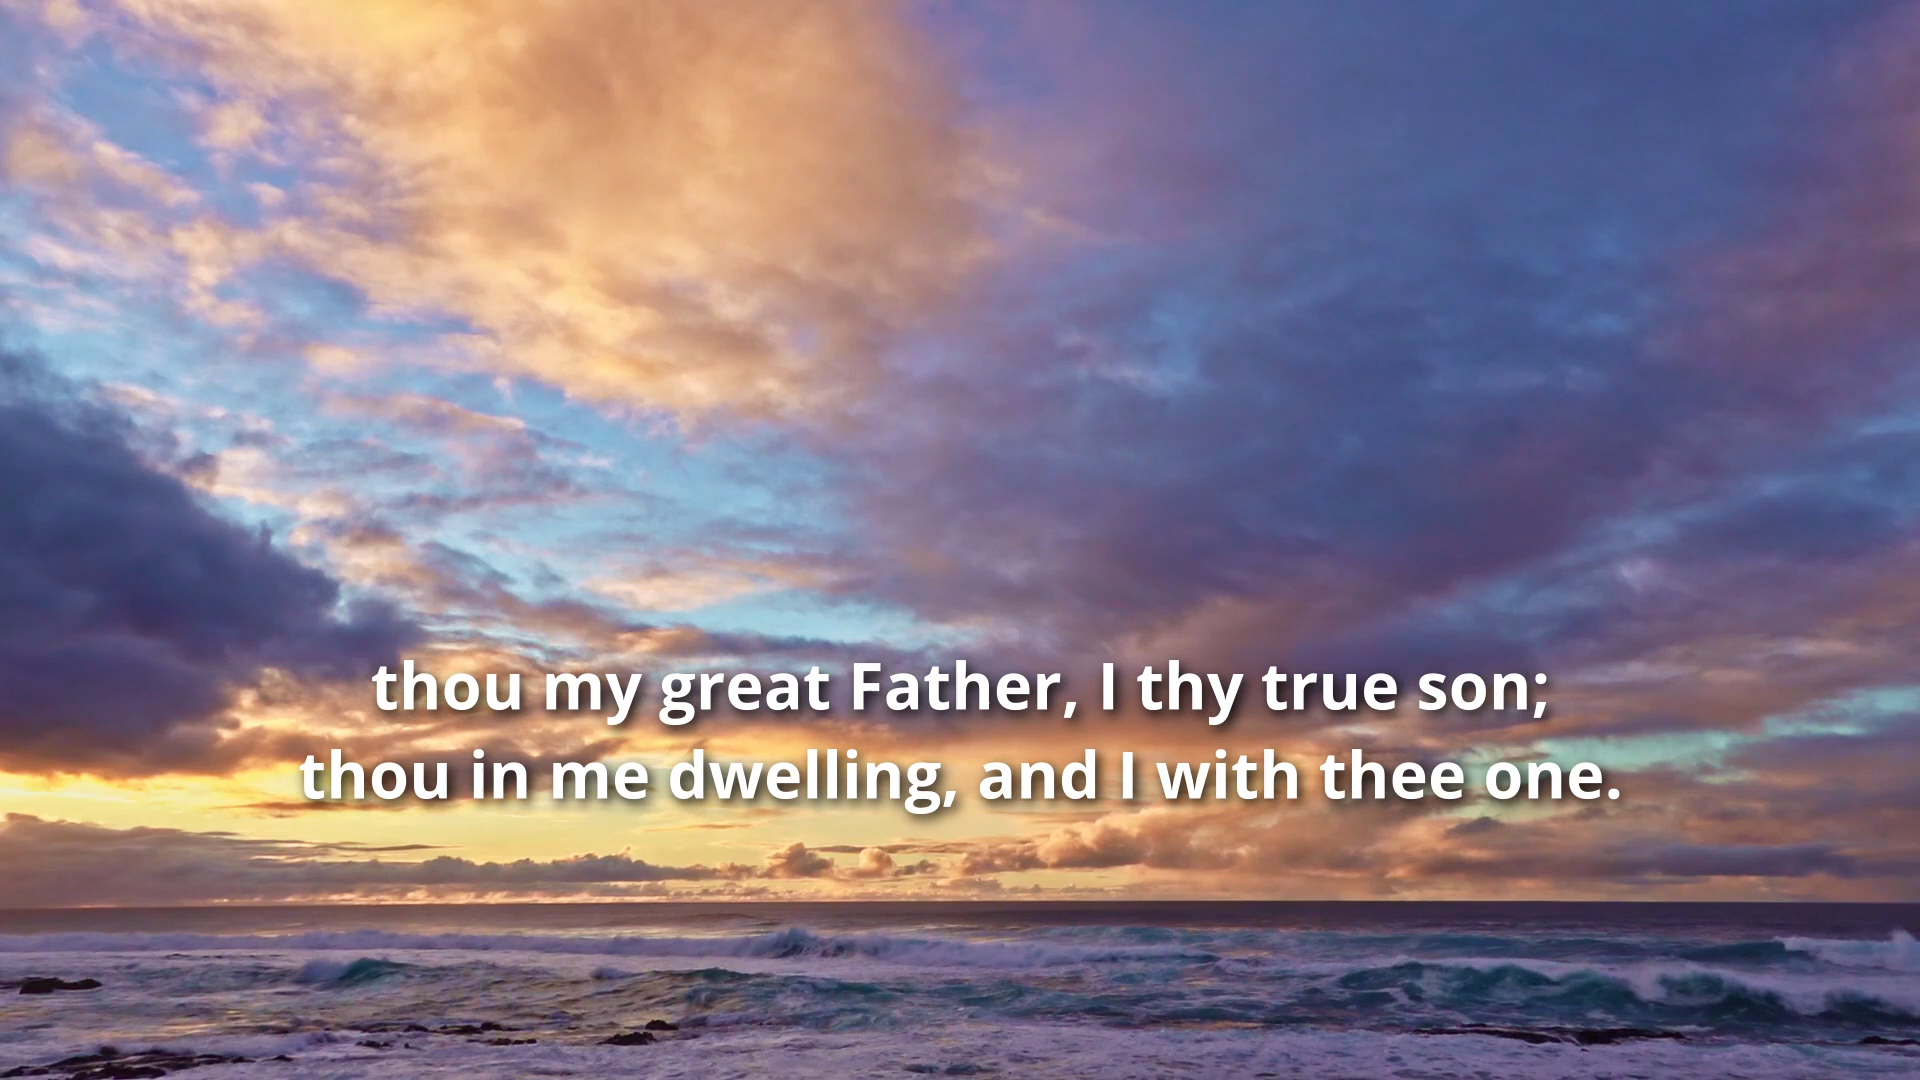 thou my great Father, I thy true son;
thou in me dwelling, and I with thee one.